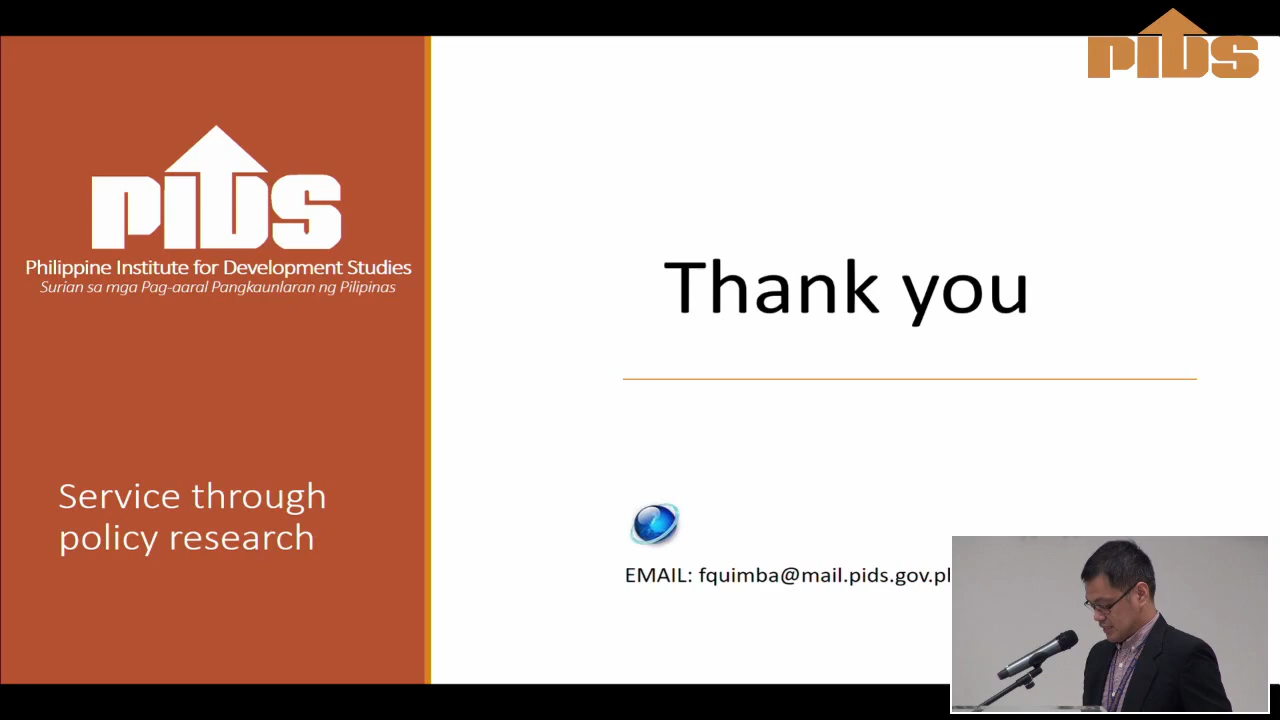 PIDS
PIDS
Philippine Institute for Development Studies
Surian sa mga Pag-aaral Pangkaunlaran ng Pilipinas
Thank you
Service through
policy research
EMAIL: fquimba@mail.pids.gov.